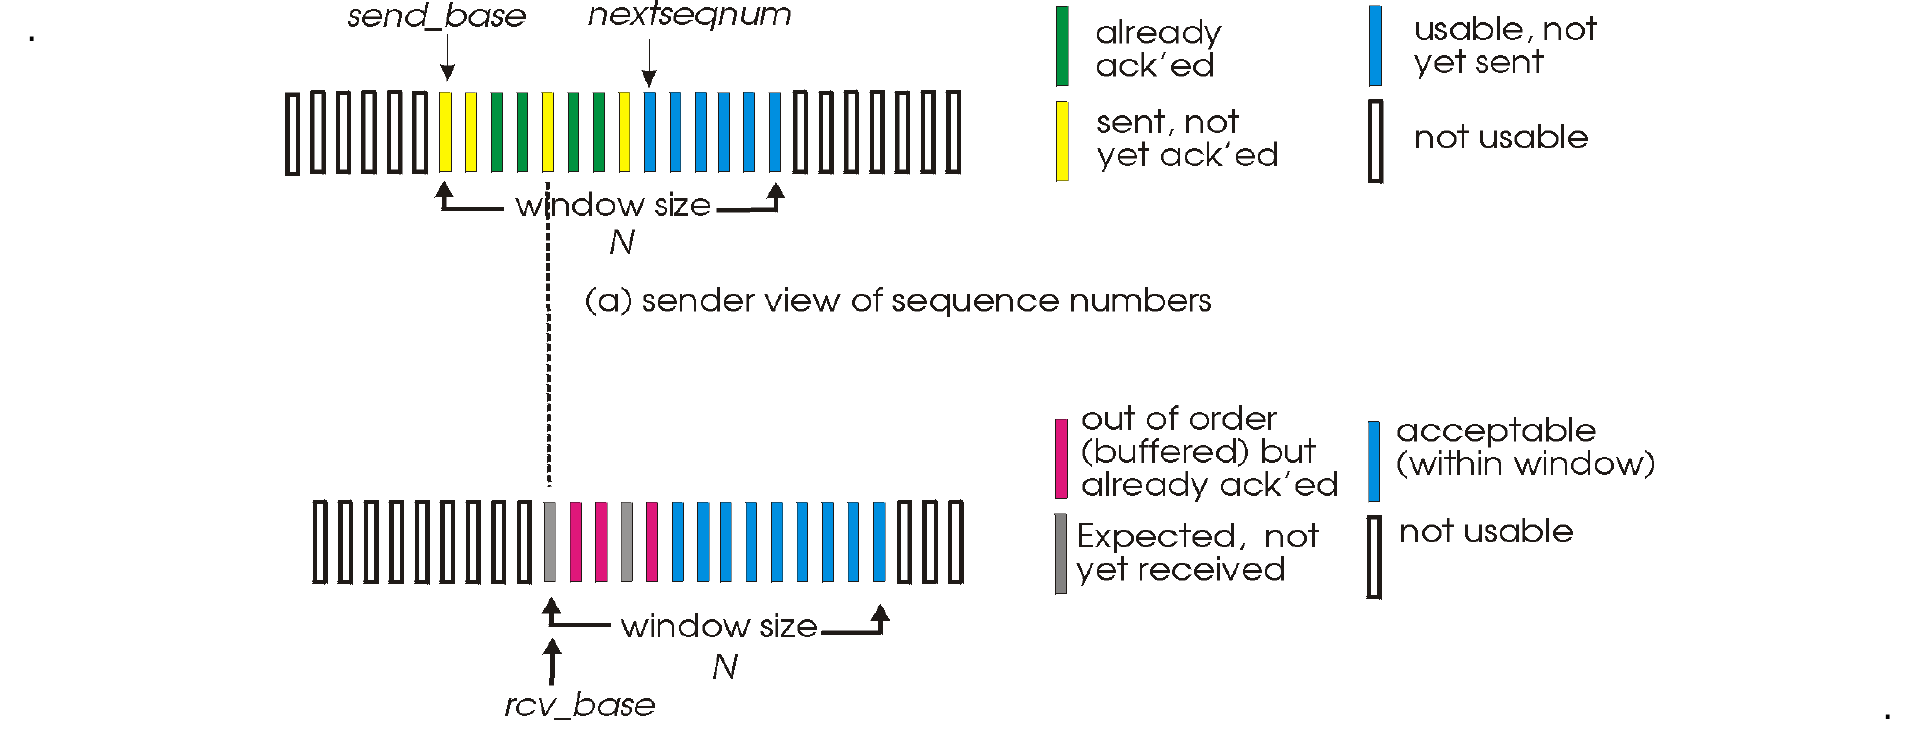 send_base
nextseqnum
already
ack'ed
usable, not
yet sent
sent, not
yet ack'ed
not usable
window size
N
(a) sender view of sequence numbers
out of order
(buffered) but
already ack'ed
acceptable
(within window)
Expected, not
yet received
not usable
window size
N
rcv_base